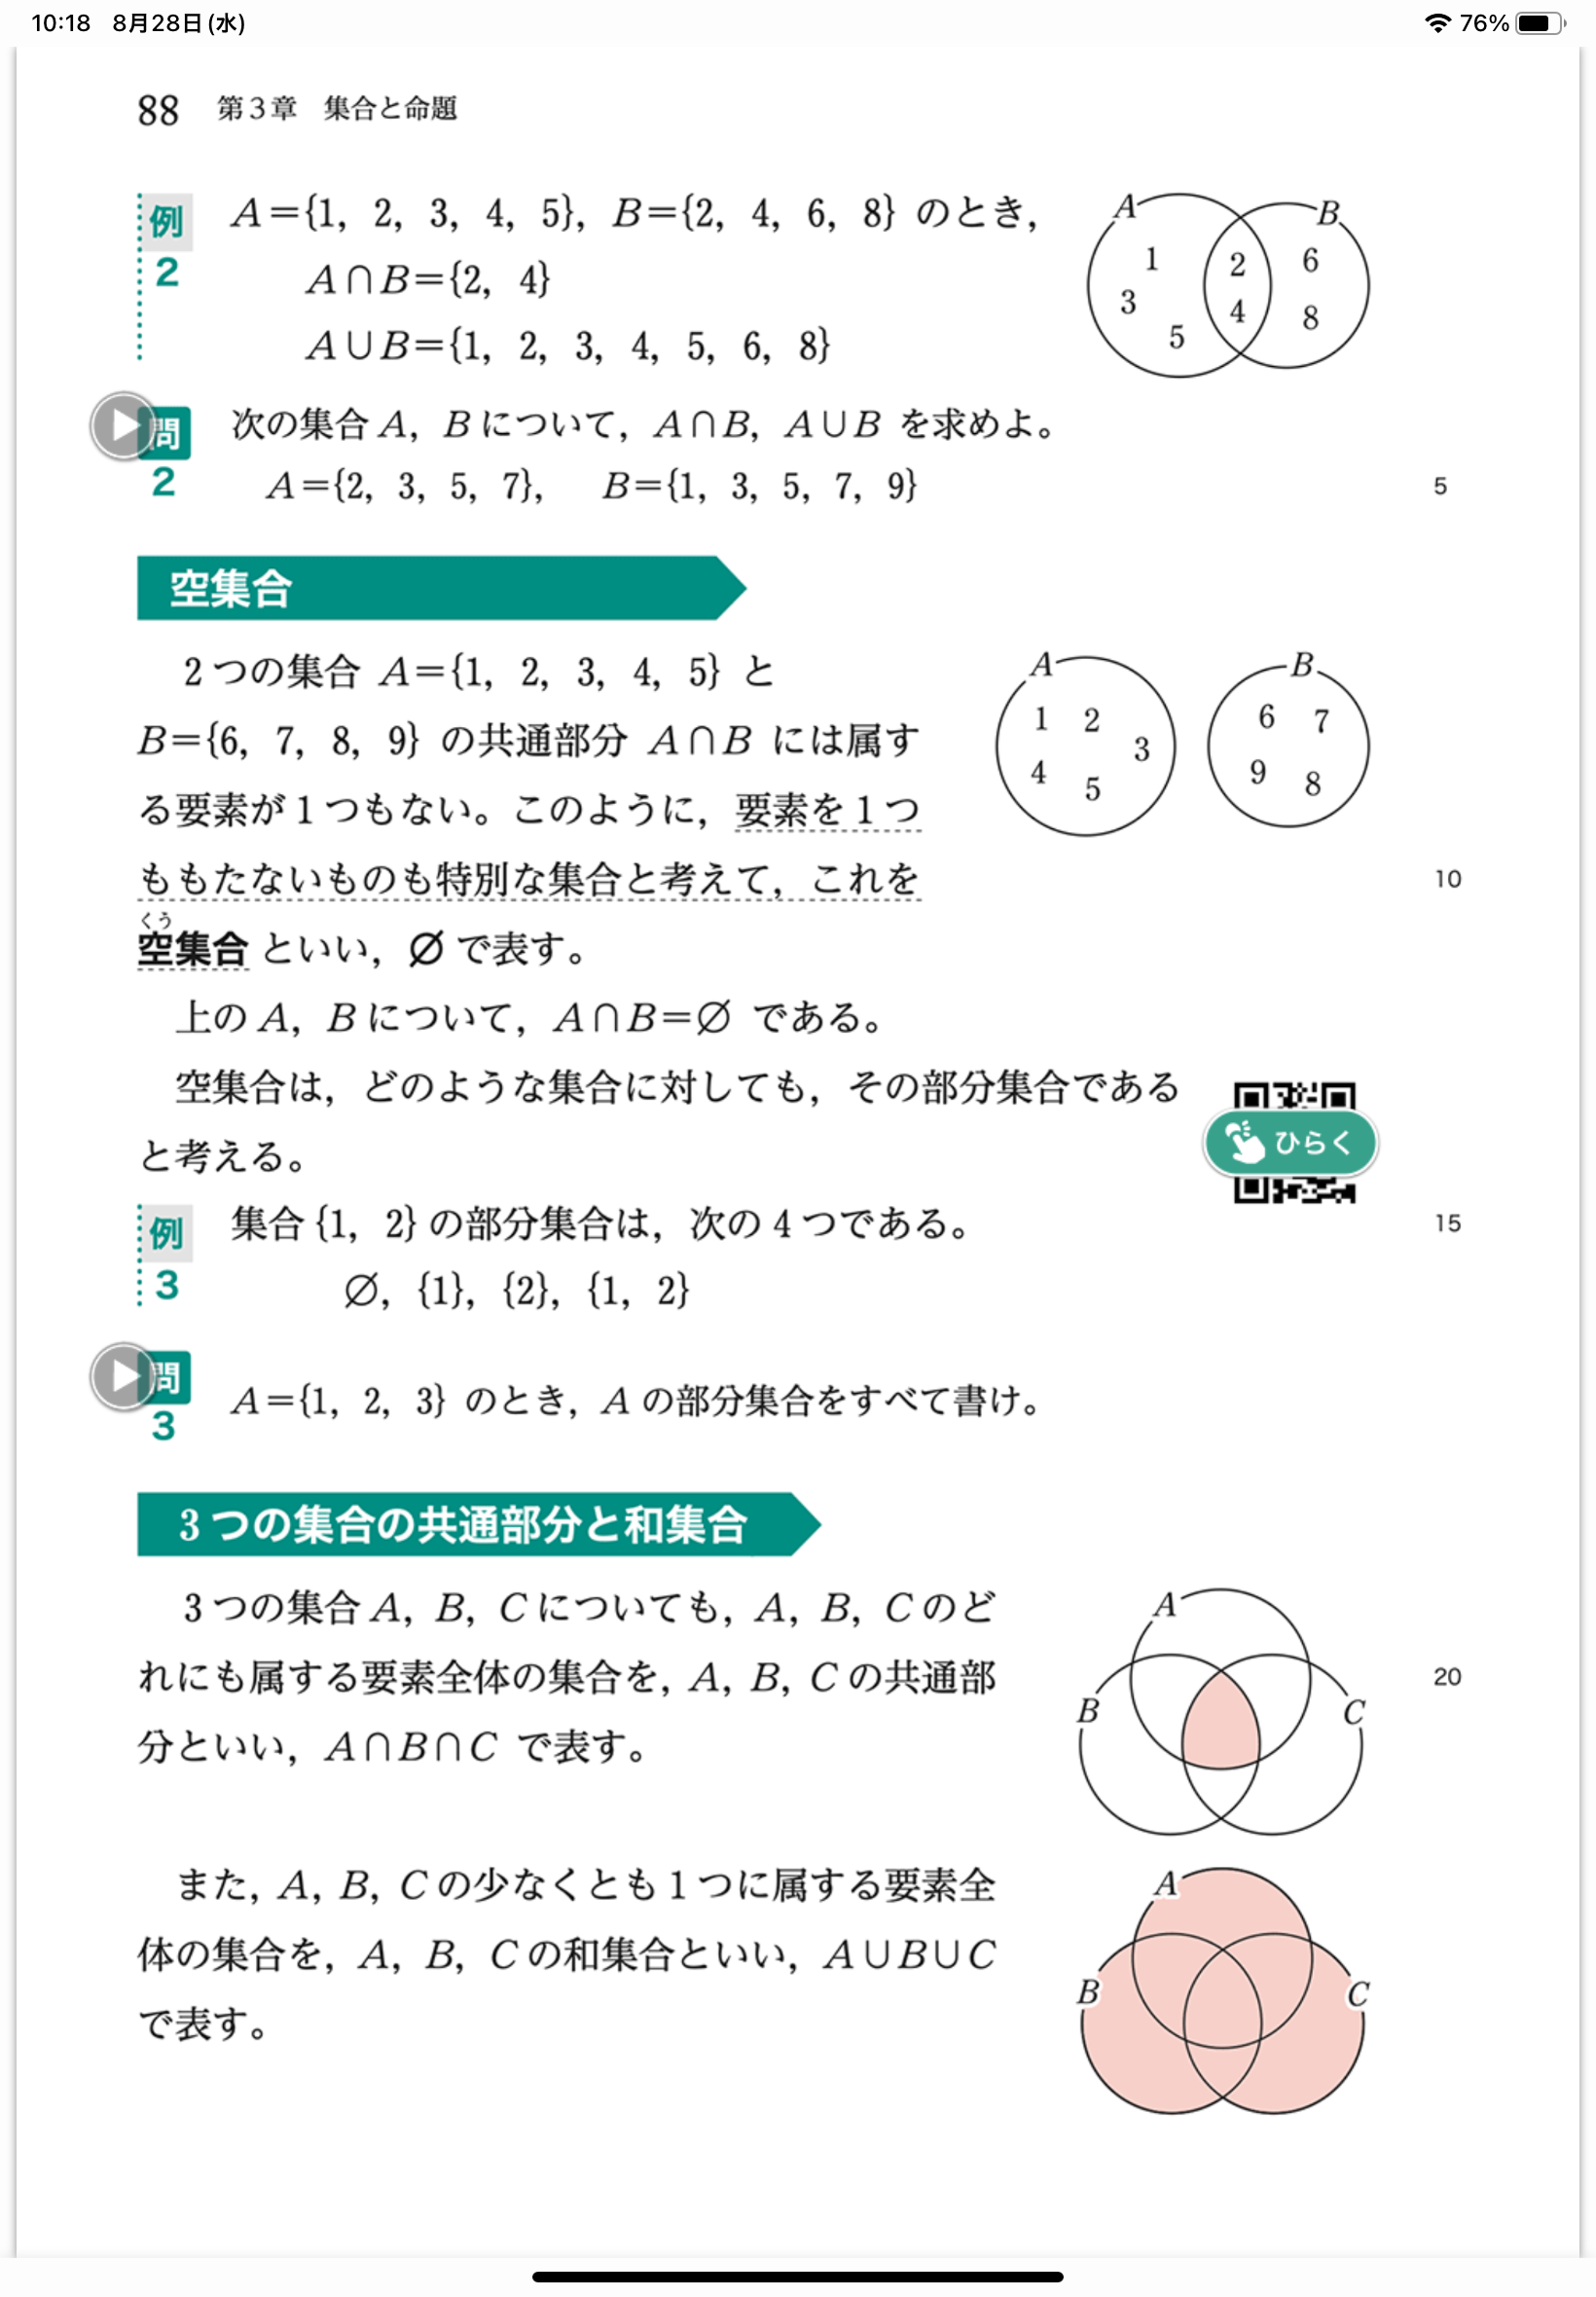 10:18 8月28日(水) 76%
88 第3章 集合と命題
例 2 A={1, 2, 3, 4, 5}, B={2, 4, 6, 8} のとき,
A∩B={2, 4}
A∪B={1, 2, 3, 4, 5, 6, 8}
A B
1 2 6
3 4 8
5
問 2 次の集合 A, B について, A∩B, A∪B を求めよ。
A={2, 3, 5, 7}, B={1, 3, 5, 7, 9} 5
空集合
2つの集合 A={1, 2, 3, 4, 5} と
B={6, 7, 8, 9} の共通部分 A∩B には属す
る要素が1つもない。このように, 要素を1つ
ももたないものも特別な集合と考えて, これを 10
くう
空集合 といい, ∅ で表す。
A B
1 2 3 6 7
4 5 9 8
上の A, B について, A∩B=∅ である。
空集合は, どのような集合に対しても, その部分集合である
と考える。
ひらく
例 3 集合 {1, 2} の部分集合は, 次の4つである。 15
∅, {1}, {2}, {1, 2}
問 3 A={1, 2, 3} のとき, A の部分集合をすべて書け。
3つの集合の共通部分と和集合
3つの集合 A, B, C についても, A, B, C のど
れにも属する要素全体の集合を, A, B, C の共通部 20
分といい, A∩B∩C で表す。
A
B C
また, A, B, C の少なくとも1つに属する要素全
体の集合を, A, B, C の和集合といい, A∪B∪C
で表す。
A
B C